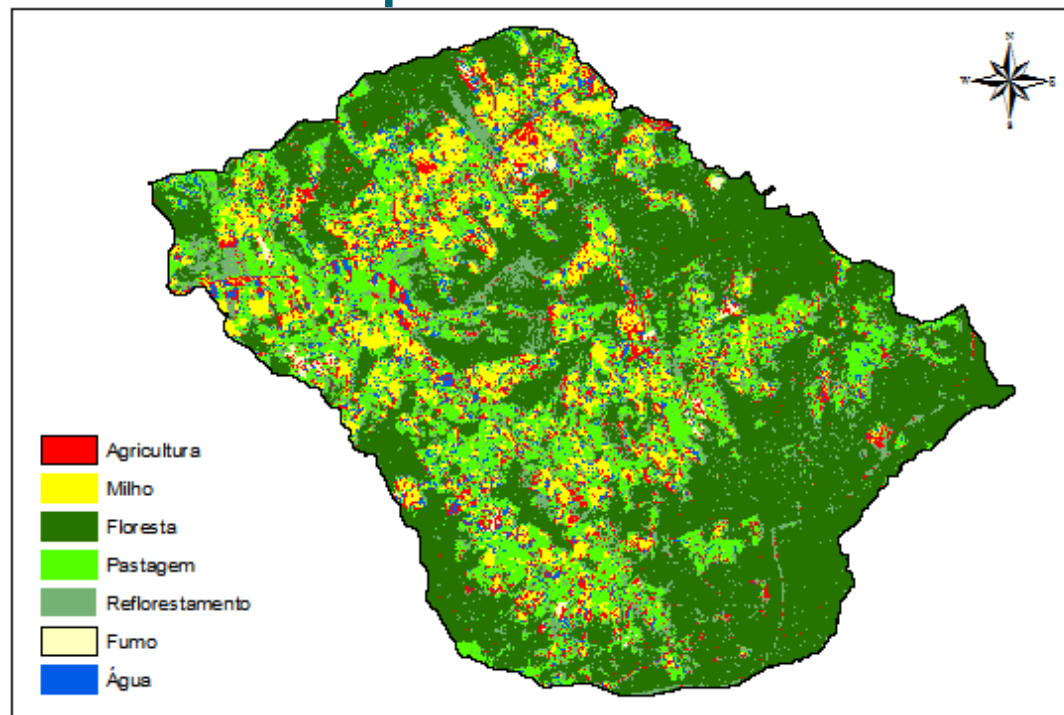 N
W
E
S
Agricultura
Milho
Floresta
Pastagem
Reflorestamento
Fumo
Água